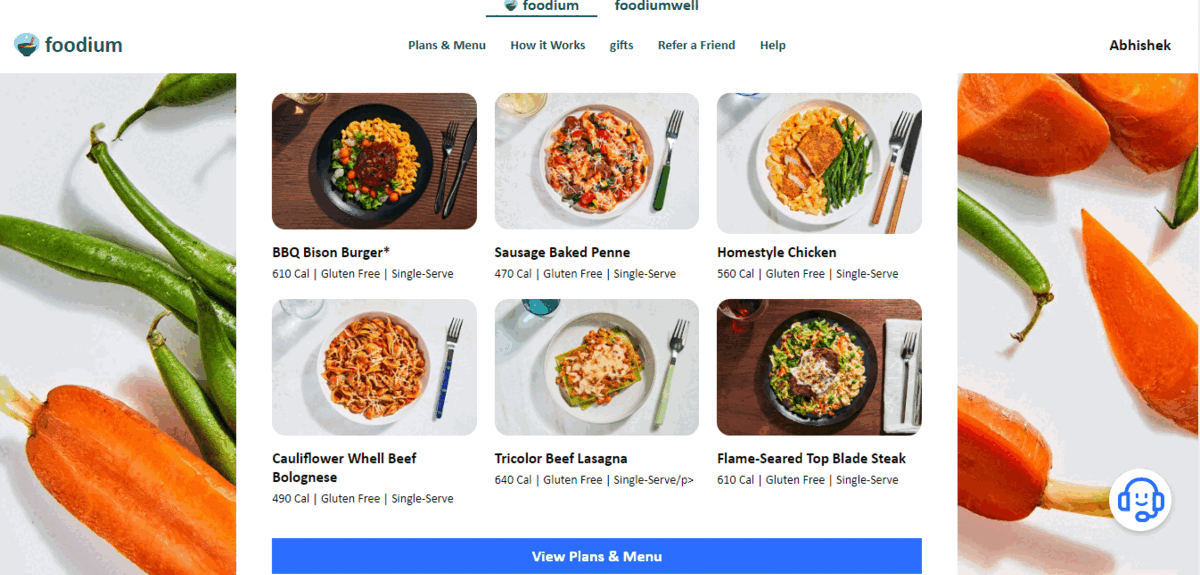 foodium foodiumwell
foodium Plans & Menu How it Works gifts Refer a Friend Help Abhishek
BBQ Bison Burger* Sausage Baked Penne Homestyle Chicken
610 Cal | Gluten Free | Single-Serve 470 Cal | Gluten Free | Single-Serve 560 Cal | Gluten Free | Single-Serve
Cauliflower Whell Beef
Bolognese
490 Cal | Gluten Free | Single-Serve
Tricolor Beef Lasagna
640 Cal | Gluten Free | Single-Serve/p>
Flame-Seared Top Blade Steak
610 Cal | Gluten Free | Single-Serve
View Plans & Menu